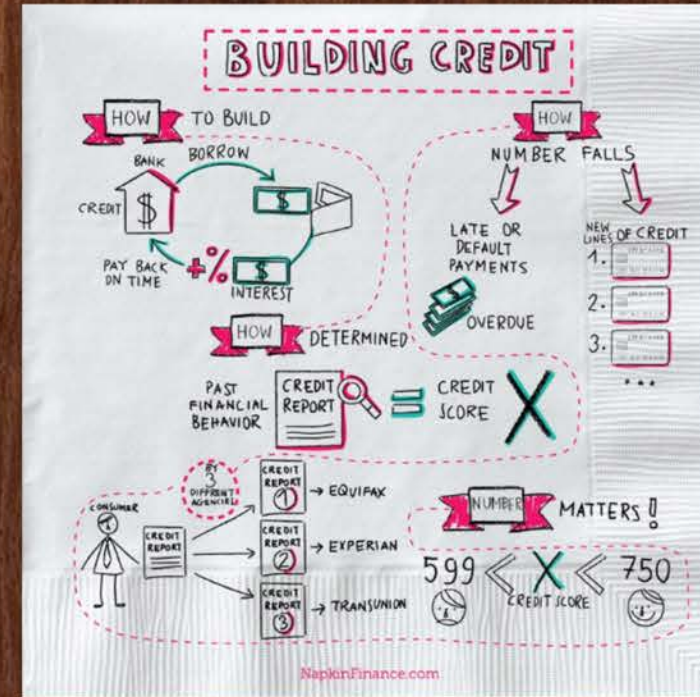 BUILDING CREDIT
HOW TO BUILD
BANK
BORROW
CREDIT
$
$
PAY BACK
ON TIME
+%
$
INTEREST
HOW
NUMBER FALLS
LATE OR
DEFAULT
PAYMENTS
$
OVERDUE
NEW
LINES OF CREDIT
1.
2.
3.
...
HOW DETERMINED
PAST
FINANCIAL
BEHAVIOR
CREDIT
REPORT
=
CREDIT
SCORE
X
BY
3
DIFFRENT
AGENCIES
CONSUMER
CREDIT
REPORT
CREDIT
REPORT
1
→ EQUIFAX
CREDIT
REPORT
2
→ EXPERIAN
CREDIT
REPORT
3
→ TRANSUNION
NUMBER MATTERS!
599 < X < 750
CREDIT SCORE
NapkinFinance.com